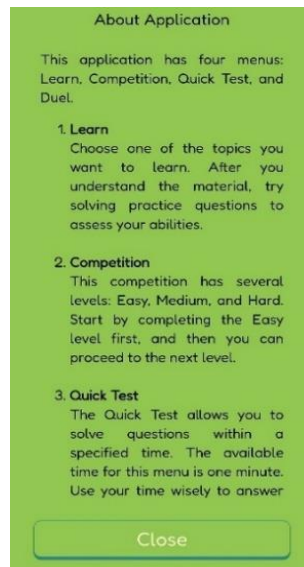 About Application
This application has four menus:
Learn, Competition, Quick Test, and
Duel.
1. Learn
Choose one of the topics you
want to learn. After you
understand the material, try
solving practice questions to
assess your abilities.
2. Competition
This competition has several
levels: Easy, Medium, and Hard.
Start by completing the Easy
level first, and then you can
proceed to the next level.
3. Quick Test
The Quick Test allows you to
solve questions within a
specified time. The available
time for this menu is one minute.
Use your time wisely to answer
Close